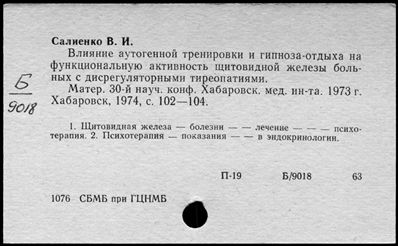 Салиенко В. И.
Влияние аутогенной тренировки и гипноза-отдыха на
функциональную активность щитовидной железы боль-
ных с дисрегуляторными тиреопатиями.
Б
9018
Матер. 30-й науч. конф. Хабаровск. мед. ин-та. 1973 г.
Хабаровск, 1974, с. 102—104.
1. Щитовидная железа — болезни — — лечение — — — психо-
терапия. 2. Психотерапия — показания — — в эндокринологии.
П-19 Б/9018 63
1076 СБМБ при ГЦНМБ